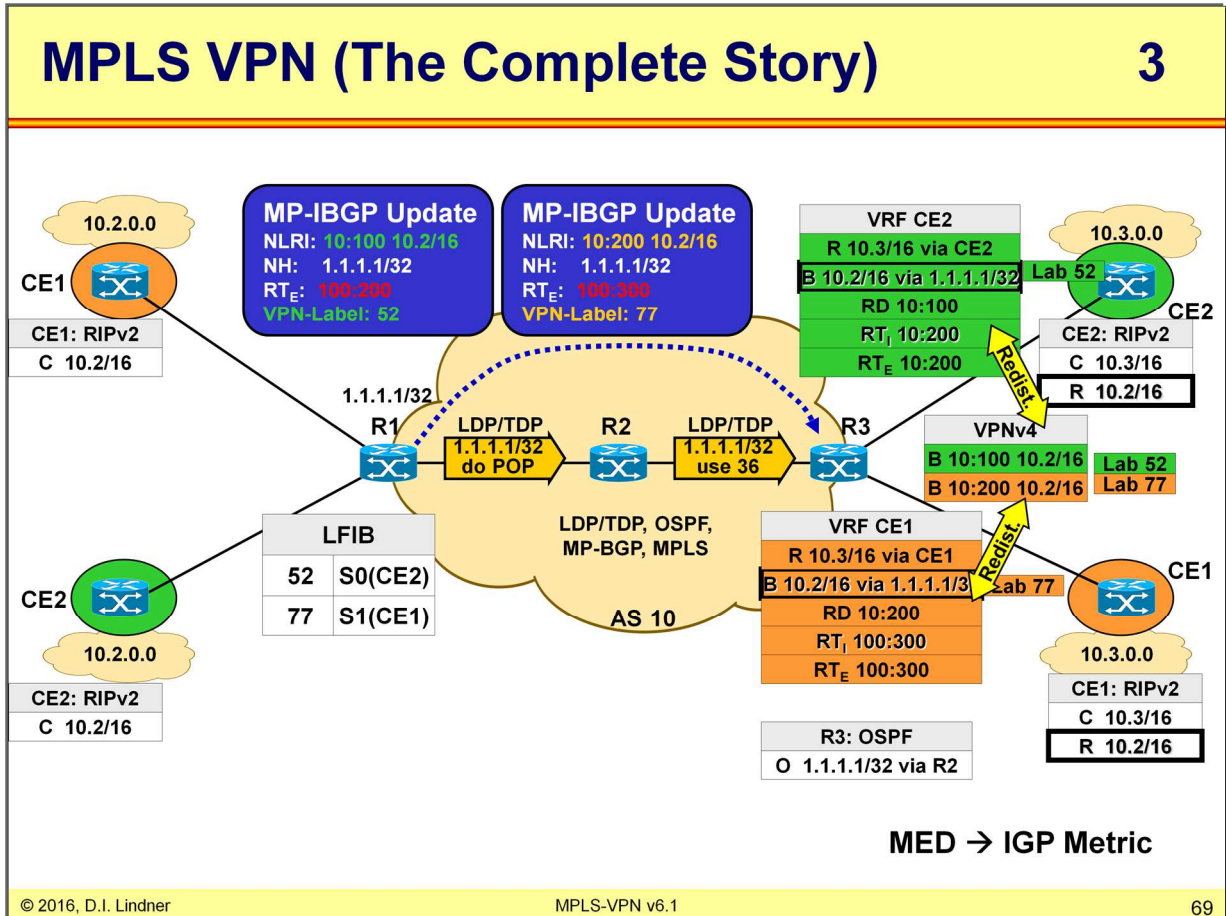 MPLS VPN (The Complete Story) 3
10.2.0.0
CE1
CE1: RIPv2
C 10.2/16
MP-IBGP Update
NLRI: 10:100 10.2/16
NH: 1.1.1.1/32
RTE: 100:200
VPN-Label: 52
MP-IBGP Update
NLRI: 10:200 10.2/16
NH: 1.1.1.1/32
RTE: 100:300
VPN-Label: 77
VRF CE2
R 10.3/16 via CE2
B 10.2/16 via 1.1.1.1/32
Lab 52
RD 10:100
RTI 10:200
RTE 10:200
10.3.0.0
CE2
CE2: RIPv2
C 10.3/16
R 10.2/16
Redist.
1.1.1.1/32
R1
LDP/TDP
1.1.1.1/32
do POP
R2
LDP/TDP
1.1.1.1/32
use 36
R3
VPNv4
B 10:100 10.2/16
Lab 52
B 10:200 10.2/16
Lab 77
Redist.
LDP/TDP, OSPF,
MP-BGP, MPLS
AS 10
LFIB
52 S0(CE2)
77 S1(CE1)
CE2
10.2.0.0
CE2: RIPv2
C 10.2/16
VRF CE1
R 10.3/16 via CE1
B 10.2/16 via 1.1.1.1/3
Lab 77
RD 10:200
RTI 100:300
RTE 100:300
CE1
10.3.0.0
CE1: RIPv2
C 10.3/16
R 10.2/16
R3: OSPF
O 1.1.1.1/32 via R2
MED → IGP Metric
© 2016, D.I. Lindner
MPLS-VPN v6.1
69